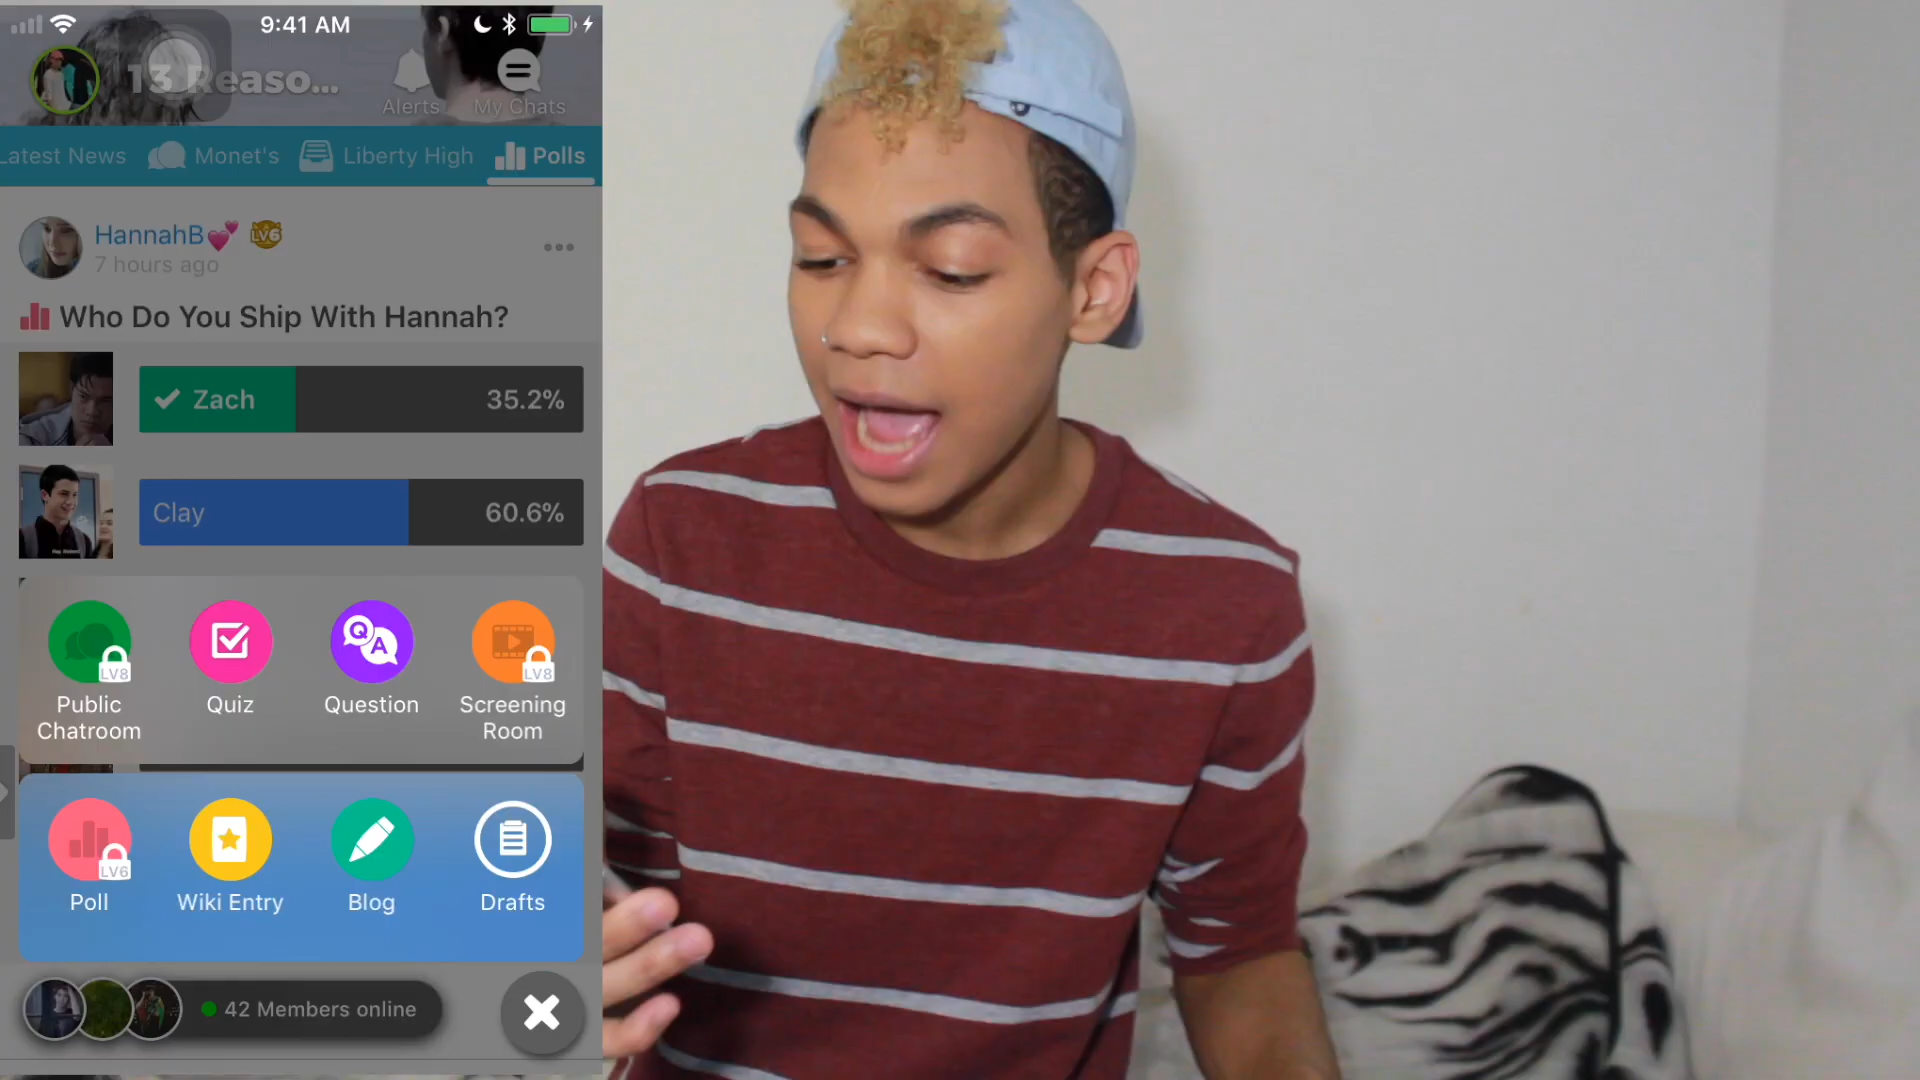 9:41 AM
13 Reaso...
Alerts
My Chats
Latest News
Monet's
Liberty High
Polls
HannahB💕 LV6
7 hours ago
Who Do You Ship With Hannah?
Zach 35.2%
Clay 60.6%
LV8
LV8
Public Chatroom
Quiz
Q A
Question
Screening Room
LV6
Poll
Wiki Entry
Blog
Drafts
42 Members online